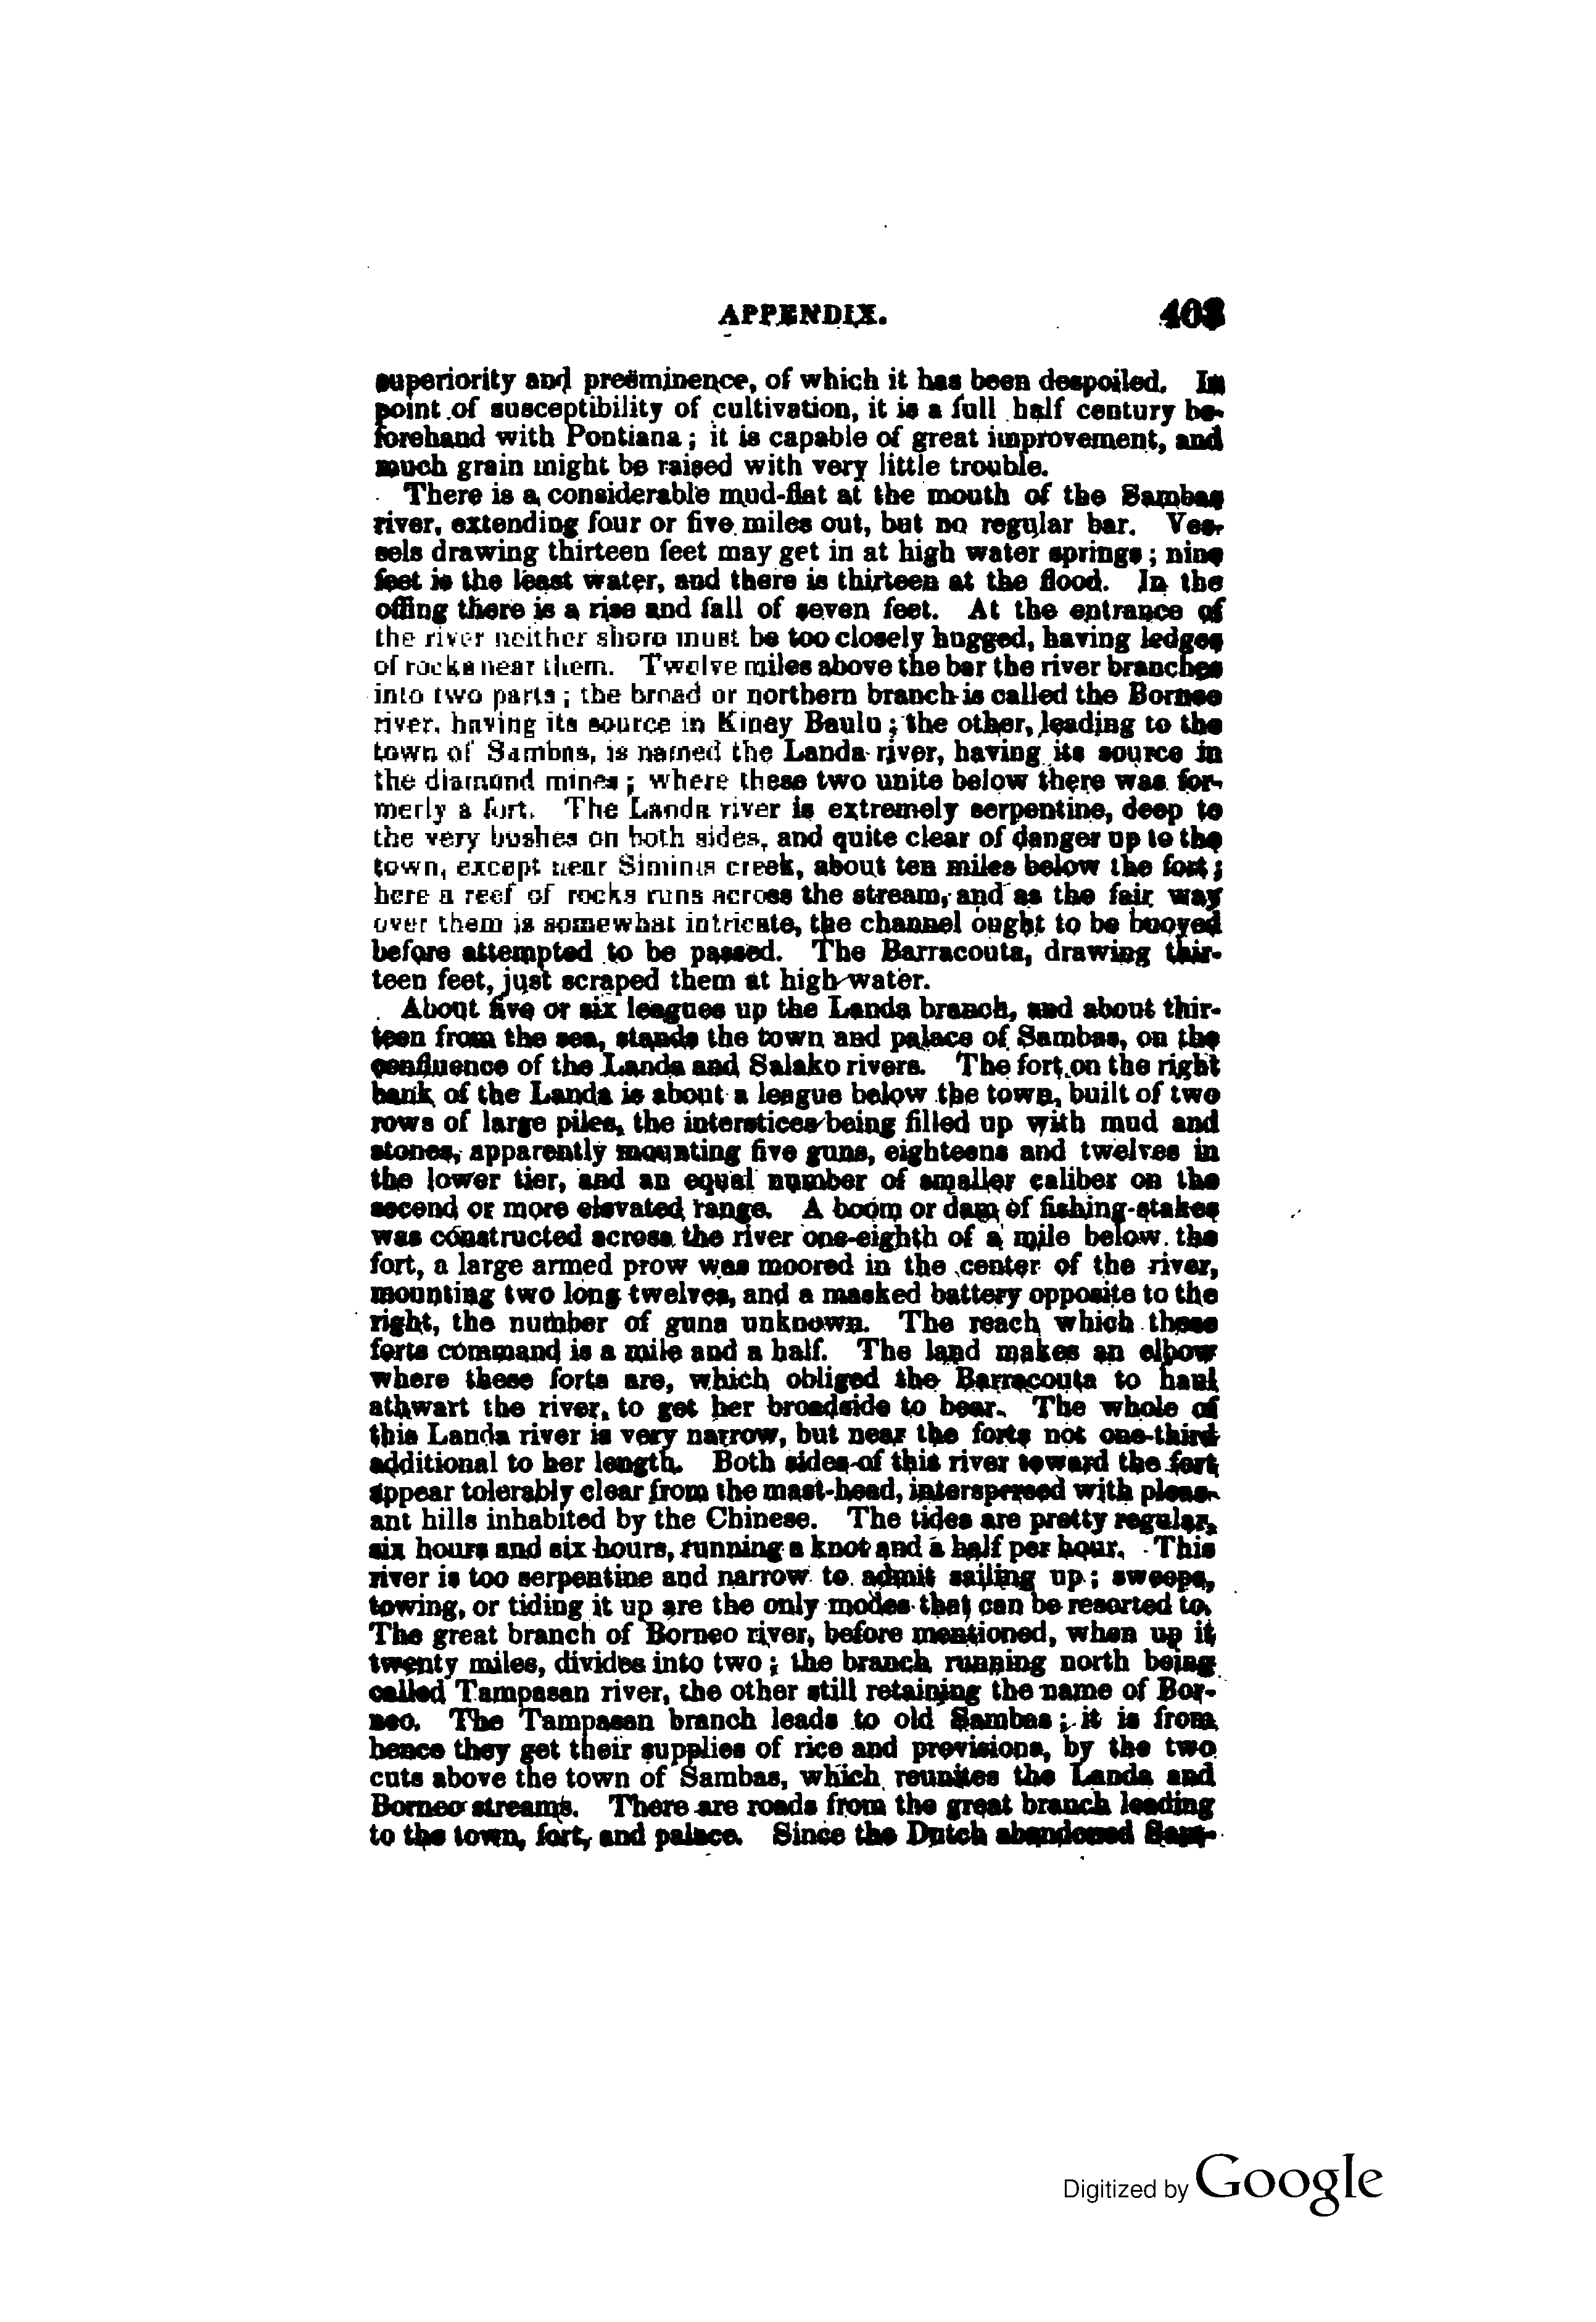 APPENDIX. 403
superiority and preëminence, of which it has been despoiled. In
point of susceptibility of cultivation, it is a full half century be-
forehand with Pontiana; it is capable of great improvement, and
much grain might be raised with very little trouble.
There is a considerable mud-flat at the mouth of the Sambas
river, extending four or five miles out, but no regular bar. Ves-
sels drawing thirteen feet may get in at high water springs; nine
feet is the least water, and there is thirteen at the flood. In the
offing there is a rise and fall of seven feet. At the entrance of
the river neither shore must be too closely hugged, having ledges
of rocks near them. Twelve miles above the bar the river branches
into two parts; the broad or northern branch is called the Borneo
river, having its source in Kiney Baulu; the other, leading to the
town of Sambas, is named the Landa river, having its source in
the diamond mines; where these two unite below there was for-
merly a fort. The Landa river is extremely serpentine, deep to
the very bushes on both sides, and quite clear of danger up to the
town, except near Siminis creek, about ten miles below the fort;
here a reef of rocks runs across the stream, and as the fair way
over them is somewhat intricate, the channel ought to be buoyed
before attempted to be passed. The Barracouta, drawing thir-
teen feet, just scraped them at high water.
About five or six leagues up the Landa branch, and about thir-
teen from the sea, stands the town and palace of Sambas, on the
confluence of the Landa and Salako rivers. The fort on the right
bank of the Landa is about a league below the town, built of two
rows of large piles, the interstices being filled up with mud and
stones, apparently mounting five guns, eighteens and twelves in
the lower tier, and an equal number of smaller caliber on the
second or more elevated range. A boom or dam of fishing-stakes
was constructed across the river one-eighth of a mile below the
fort, a large armed prow was moored in the center of the river,
mounting two long twelves, and a masked battery opposite to the
right, the number of guns unknown. The reach which these
forts command is a mile and a half. The land makes an elbow
where these forts are, which obliged the Barracouta to haul
athwart the river, to get her broadside to bear. The whole of
this Landa river is very narrow, but near the forts not one-third
additional to her length. Both sides of this river toward the fort
appear tolerably clear from the mast-head, interspersed with pleas-
ant hills inhabited by the Chinese. The tides are pretty regular,
six hours and six hours, running a knot and a half per hour. This
river is too serpentine and narrow to admit sailing up; sweeps,
towing, or tiding it up are the only modes that can be resorted to.
The great branch of Borneo river, before mentioned, when up it
twenty miles, divides into two; the branch running north being
called Tampasan river, the other still retaining the name of Bor-
neo. The Tampasan branch leads to old Sambas; it is from
hence they get their supplies of rice and provisions, by the two
cuts above the town of Sambas, which reunites the Landa and
Borneo streams. There are roads from the great branch leading
to the town, fort, and palace. Since the Dutch abandoned Sam-
Digitized by Google